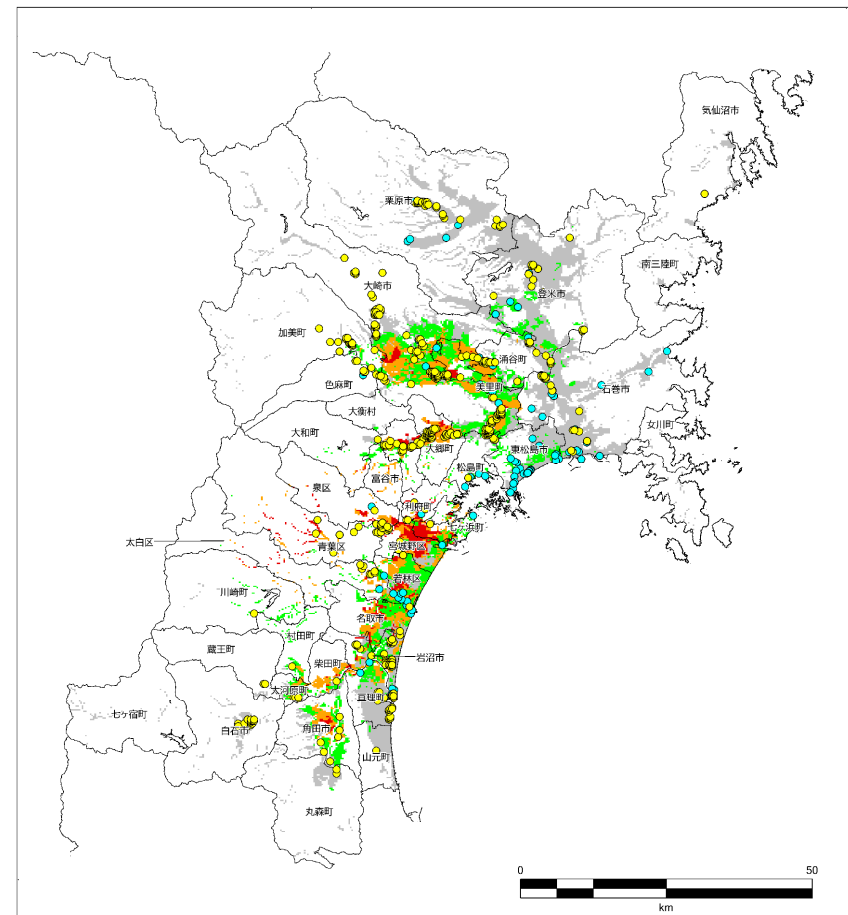 気仙沼市
栗原市
南三陸町
大崎市
登米市
加美町
涌谷町
色麻町
美里町
石巻市
大衡村
女川町
大和町
大郷町
東松島市
松島町
富谷市
泉区
利府町
七ヶ浜町
太白区
青葉区
宮城野区
若林区
川崎町
名取市
村田町
蔵王町
柴田町
岩沼市
大河原町
七ヶ宿町
亘理町
白石市
角田市
山元町
丸森町
0
50
km